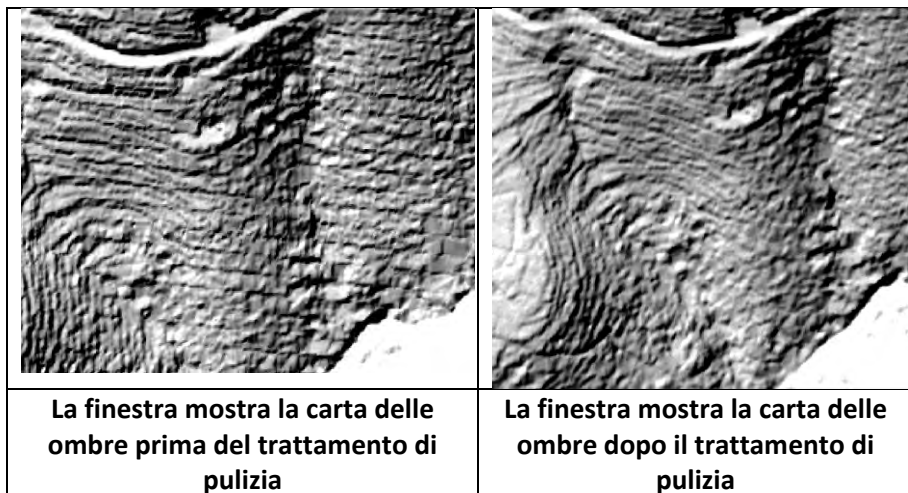 La finestra mostra la carta delle
ombre prima del trattamento di
pulizia
La finestra mostra la carta delle
ombre dopo il trattamento di
pulizia